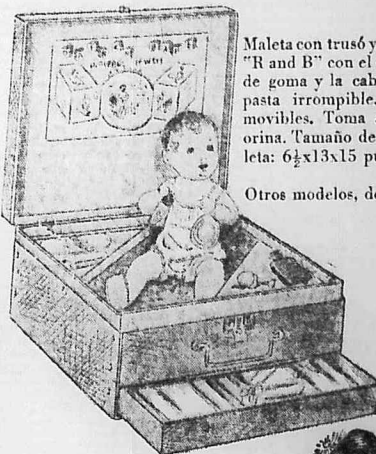 Maleta con trusó y
"R and B" con el
de goma y la cab
pasta irrompible.
movibles. Toma
orina. Tamaño de
leta: 6½x13x15 pu
Otros modelos, de